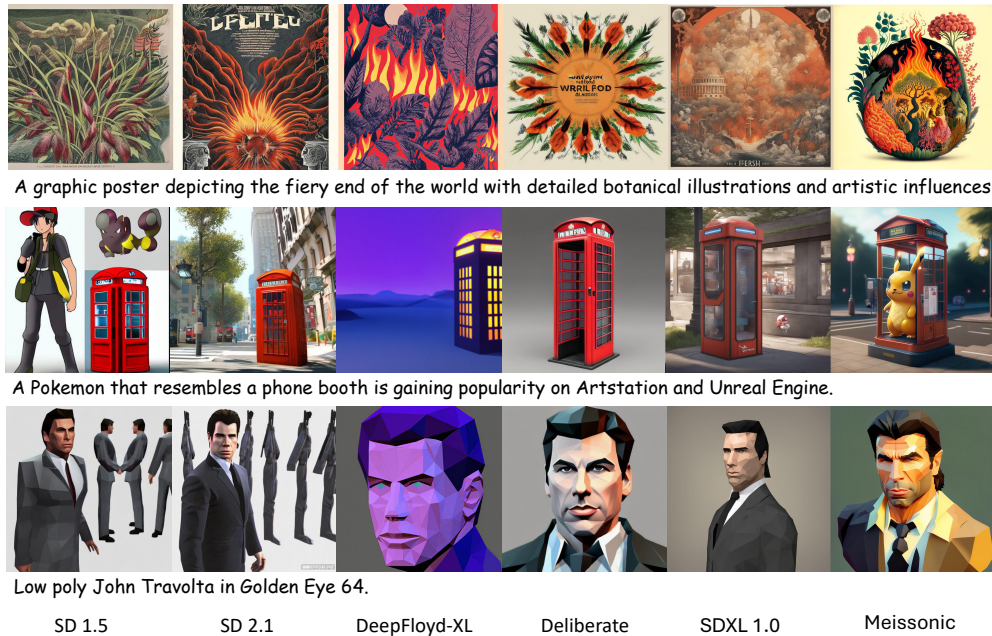 A graphic poster depicting the fiery end of the world with detailed botanical illustrations and artistic influences
A Pokemon that resembles a phone booth is gaining popularity on Artstation and Unreal Engine.
Low poly John Travolta in Golden Eye 64.
SD 1.5 SD 2.1 DeepFloyd-XL Deliberate SDXL 1.0 Meissonic